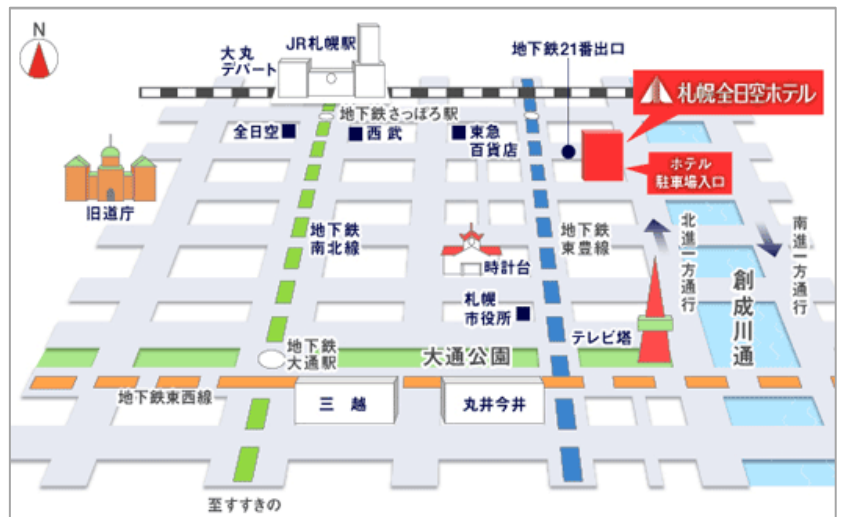 N
大丸
デパート
JR札幌駅
地下鉄21番出口
札幌全日空ホテル
地下鉄さっぽろ駅
全日空
西武
東急
百貨店
ホテル
駐車場入口
旧道庁
地下鉄
南北線
時計台
地下鉄
東豊線
北進一方通行
南進一方通行
創成川通
札幌
市役所
テレビ塔
地下鉄
大通駅
大通公園
地下鉄東西線
三越
丸井今井
至すすきの